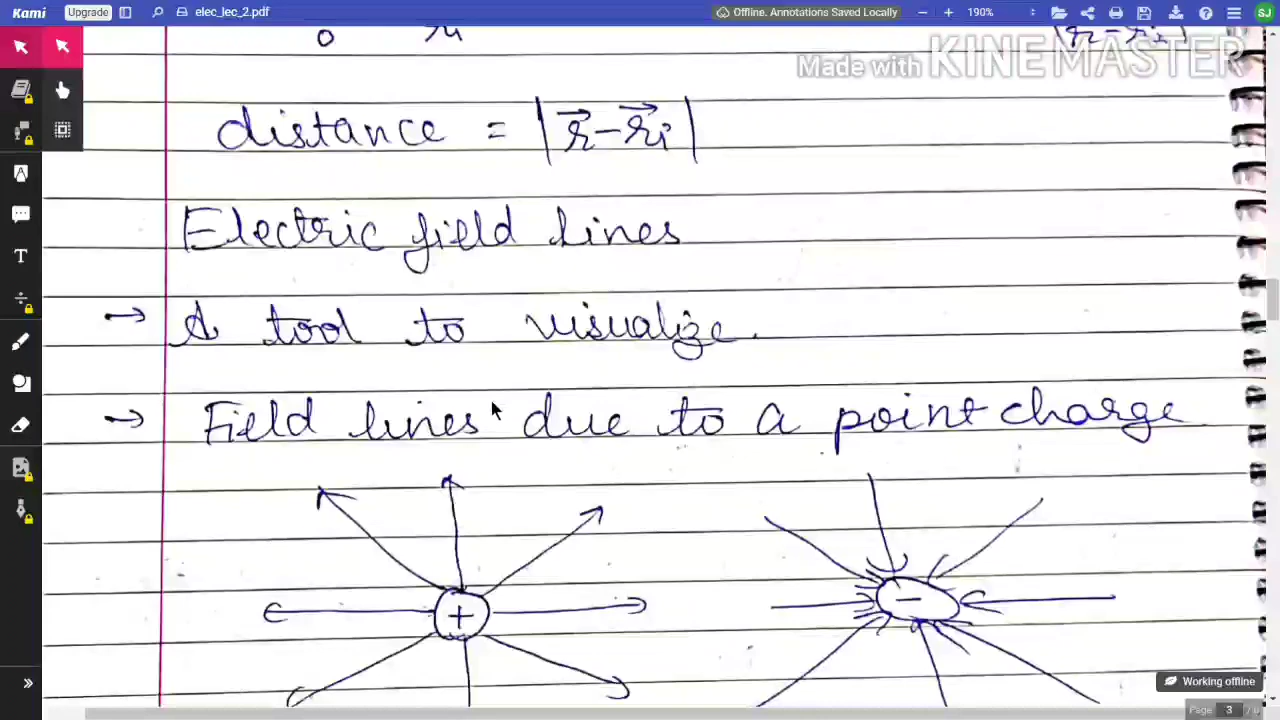 Kami Upgrade elec_lec_2.pdf Offline. Annotations Saved Locally 190% SJ
Made with KINEMASTER
distance = |r⃗-r⃗i|
Electric field lines
→ A tool to visualize.
→ Field lines due to a point charge
+ -
Working offline
Page 3